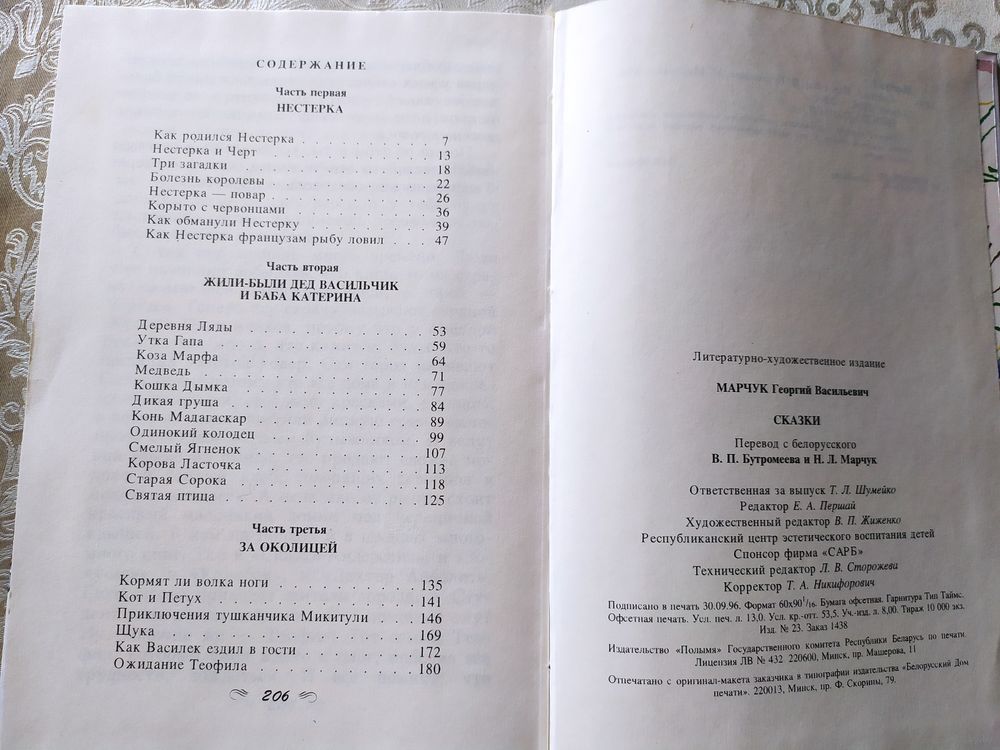 СОДЕРЖАНИЕ
Часть первая
НЕСТЕРКА
Как родился Нестерка . . . . . . . . . . 7
Нестерка и Черт . . . . . . . . . . 13
Три загадки . . . . . . . . . . 18
Болезнь королевы . . . . . . . . . . 22
Нестерка — повар . . . . . . . . . . 26
Корыто с червонцами . . . . . . . . . . 36
Как обманули Нестерку . . . . . . . . . . 39
Как Нестерка французам рыбу ловил . . . 47
Часть вторая
ЖИЛИ-БЫЛИ ДЕД ВАСИЛЬЧИК
И БАБА КАТЕРИНА
Деревня Ляды . . . . . . . . . . 53
Утка Гапа . . . . . . . . . . 59
Коза Марфа . . . . . . . . . . 64
Медведь . . . . . . . . . . 71
Кошка Дымка . . . . . . . . . . 77
Дикая груша . . . . . . . . . . 84
Конь Мадагаскар . . . . . . . . . . 89
Одинокий колодец . . . . . . . . . . 99
Смелый Ягненок . . . . . . . . . . 107
Корова Ласточка . . . . . . . . . . 113
Старая Сорока . . . . . . . . . . 118
Святая птица . . . . . . . . . . 125
Часть третья
ЗА ОКОЛИЦЕЙ
Кормят ли волка ноги . . . . . . . . . . 135
Кот и Петух . . . . . . . . . . 141
Приключения тушканчика Микитули . . . . 146
Щука . . . . . . . . . . 169
Как Василек ездил в гости . . . . . . . . 172
Ожидание Теофила . . . . . . . . . . 180
206
Литературно-художественное издание
МАРЧУК Георгий Васильевич
СКАЗКИ
Перевод с белорусского
В. П. Бутромеева и Н. Л. Марчук
Ответственная за выпуск Т. Л. Шумейко
Редактор Е. А. Першай
Художественный редактор В. П. Жиженко
Республиканский центр эстетического воспитания детей
Спонсор фирма «САРБ»
Технический редактор Л. В. Сторожева
Корректор Т. А. Никифорович
Подписано в печать 30.09.96. Формат 60х90¹/₁₆. Бумага офсетная. Гарнитура Тип Таймс.
Офсетная печать. Усл. печ. л. 13,0. Усл. кр.-отт. 53,5. Уч.-изд. л. 8,00. Тираж 10 000 экз.
Изд. № 23. Заказ 1438
Издательство «Полымя» Государственного комитета Республики Беларусь по печати.
Лицензия ЛВ № 432 220600, Минск, пр. Машерова, 11
Отпечатано с оригинал-макета заказчика в типографии издательства «Белорусский Дом
печати». 220013, Минск, пр. Ф. Скорины, 79.